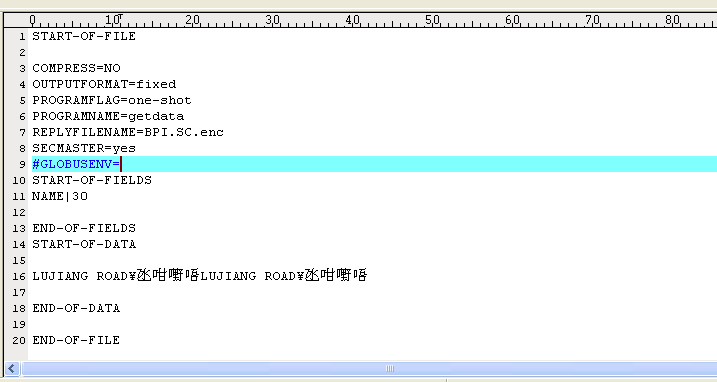 0 10 20 30 40 50 60 70 80
1 START-OF-FILE
2
3 COMPRESS=NO
4 OUTPUTFORMAT=fixed
5 PROGRAMFLAG=one-shot
6 PROGRAMNAME=getdata
7 REPLYFILENAME=BPI.SC.enc
8 SECMASTER=yes
9 #GLOBUSENV=
10 START-OF-FIELDS
11 NAME|30
12
13 END-OF-FIELDS
14 START-OF-DATA
15
16 LUJIANG ROAD¥氹咁嘢唔LUJIANG ROAD¥氹咁嘢唔
17
18 END-OF-DATA
19
20 END-OF-FILE